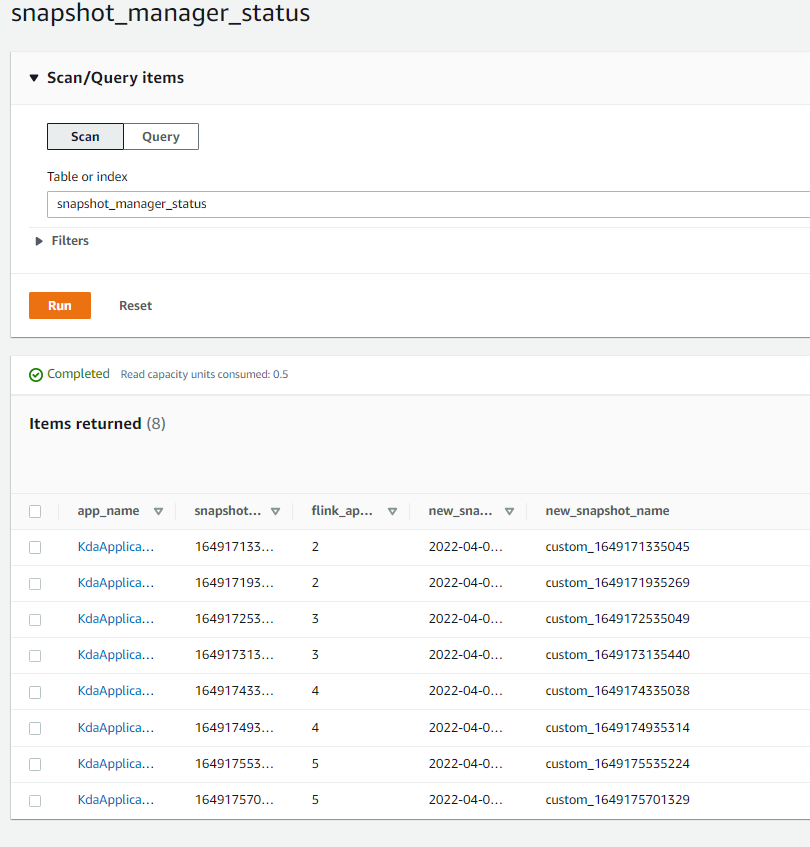 snapshot_manager_status
Scan/Query items
Scan Query
Table or index
snapshot_manager_status
Filters
Run Reset
Completed Read capacity units consumed: 0.5
Items returned (8)
app_name snapshot... flink_ap... new_sna... new_snapshot_name
KdaApplica... 164917133... 2 2022-04-0... custom_1649171335045
KdaApplica... 164917193... 2 2022-04-0... custom_1649171935269
KdaApplica... 164917253... 3 2022-04-0... custom_1649172535049
KdaApplica... 164917313... 3 2022-04-0... custom_1649173135440
KdaApplica... 164917433... 4 2022-04-0... custom_1649174335038
KdaApplica... 164917493... 4 2022-04-0... custom_1649174935314
KdaApplica... 164917553... 5 2022-04-0... custom_1649175535224
KdaApplica... 164917570... 5 2022-04-0... custom_1649175701329